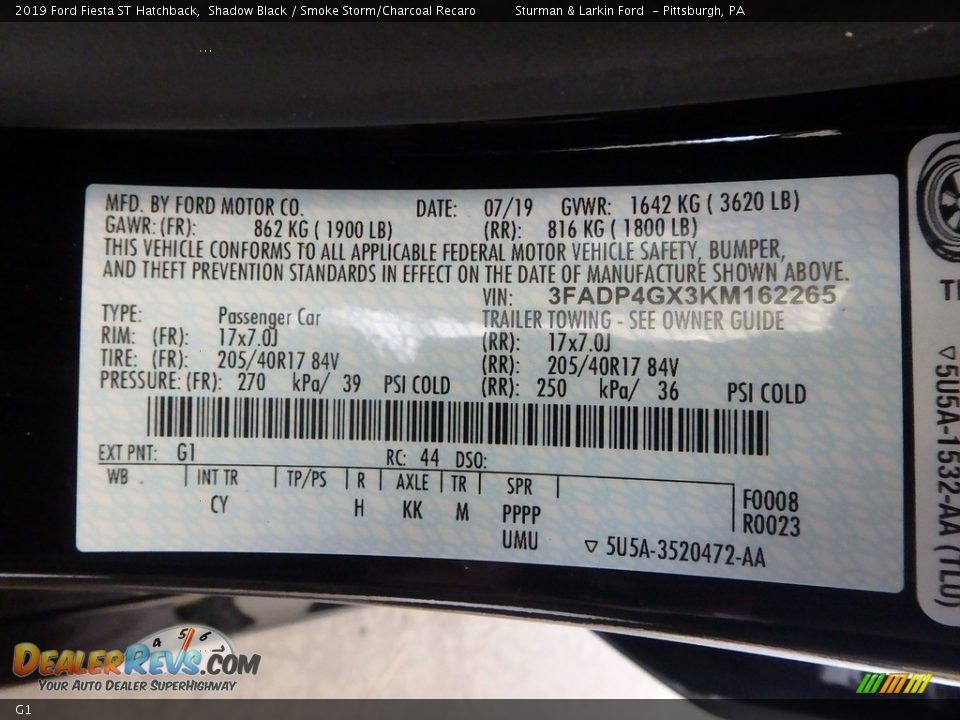 2019 Ford Fiesta ST Hatchback, Shadow Black / Smoke Storm/Charcoal Recaro Sturman & Larkin Ford - Pittsburgh, PA
MFD. BY FORD MOTOR CO. DATE: 07/19 GVWR: 1642 KG ( 3620 LB)
GAWR: (FR): 862 KG ( 1900 LB) (RR): 816 KG ( 1800 LB)
THIS VEHICLE CONFORMS TO ALL APPLICABLE FEDERAL MOTOR VEHICLE SAFETY, BUMPER,
AND THEFT PREVENTION STANDARDS IN EFFECT ON THE DATE OF MANUFACTURE SHOWN ABOVE.
VIN: 3FADP4GX3KM162265
TYPE: Passenger Car TRAILER TOWING - SEE OWNER GUIDE
RIM: (FR): 17x7.0J (RR): 17x7.0J
TIRE: (FR): 205/40R17 84V (RR): 205/40R17 84V
PRESSURE: (FR): 270 kPa/ 39 PSI COLD (RR): 250 kPa/ 36 PSI COLD
EXT PNT: G1 RC: 44 DSO:
WB INT TR TP/PS R AXLE TR SPR
CY H KK M PPPP
UMU
F0008
R0023
▽ 5U5A-3520472-AA
▽ 5U5A-1532-AA (TL0)
4 5 6
DEALERREVS.COM
YOUR AUTO DEALER SUPERHIGHWAY
G1